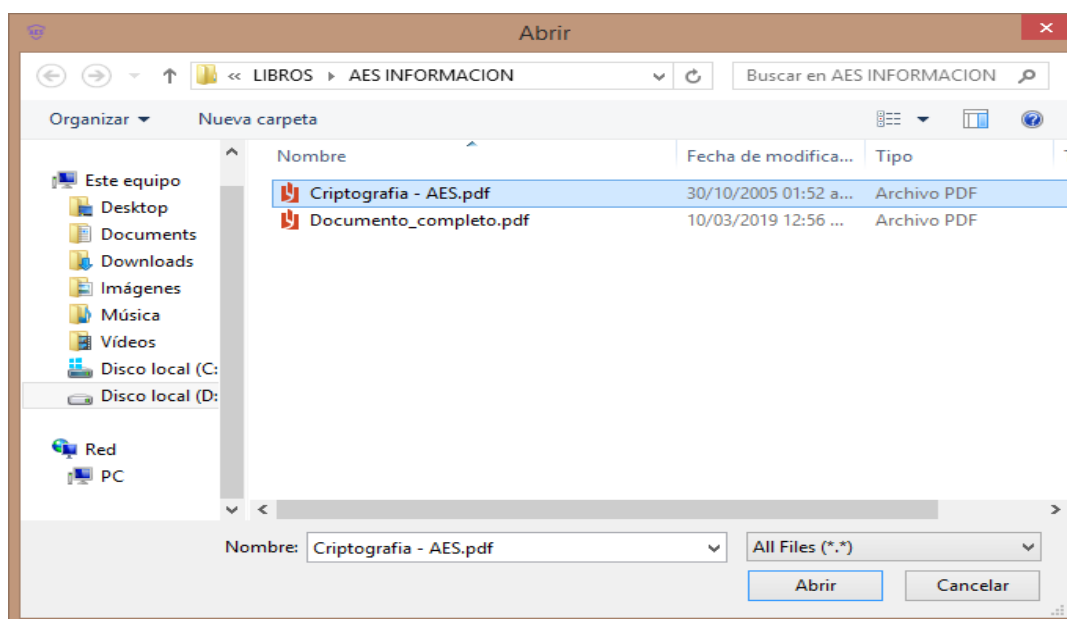 AES
Abrir
« LIBROS ▸ AES INFORMACION
Buscar en AES INFORMACION
Organizar
Nueva carpeta
Nombre Fecha de modifica... Tipo
Este equipo
Desktop
Documents
Downloads
Imágenes
Música
Vídeos
Disco local (C:
Disco local (D:
Red
PC
Criptografia - AES.pdf 30/10/2005 01:52 a... Archivo PDF
Documento_completo.pdf 10/03/2019 12:56 ... Archivo PDF
Nombre: Criptografia - AES.pdf
All Files (*.*)
Abrir Cancelar